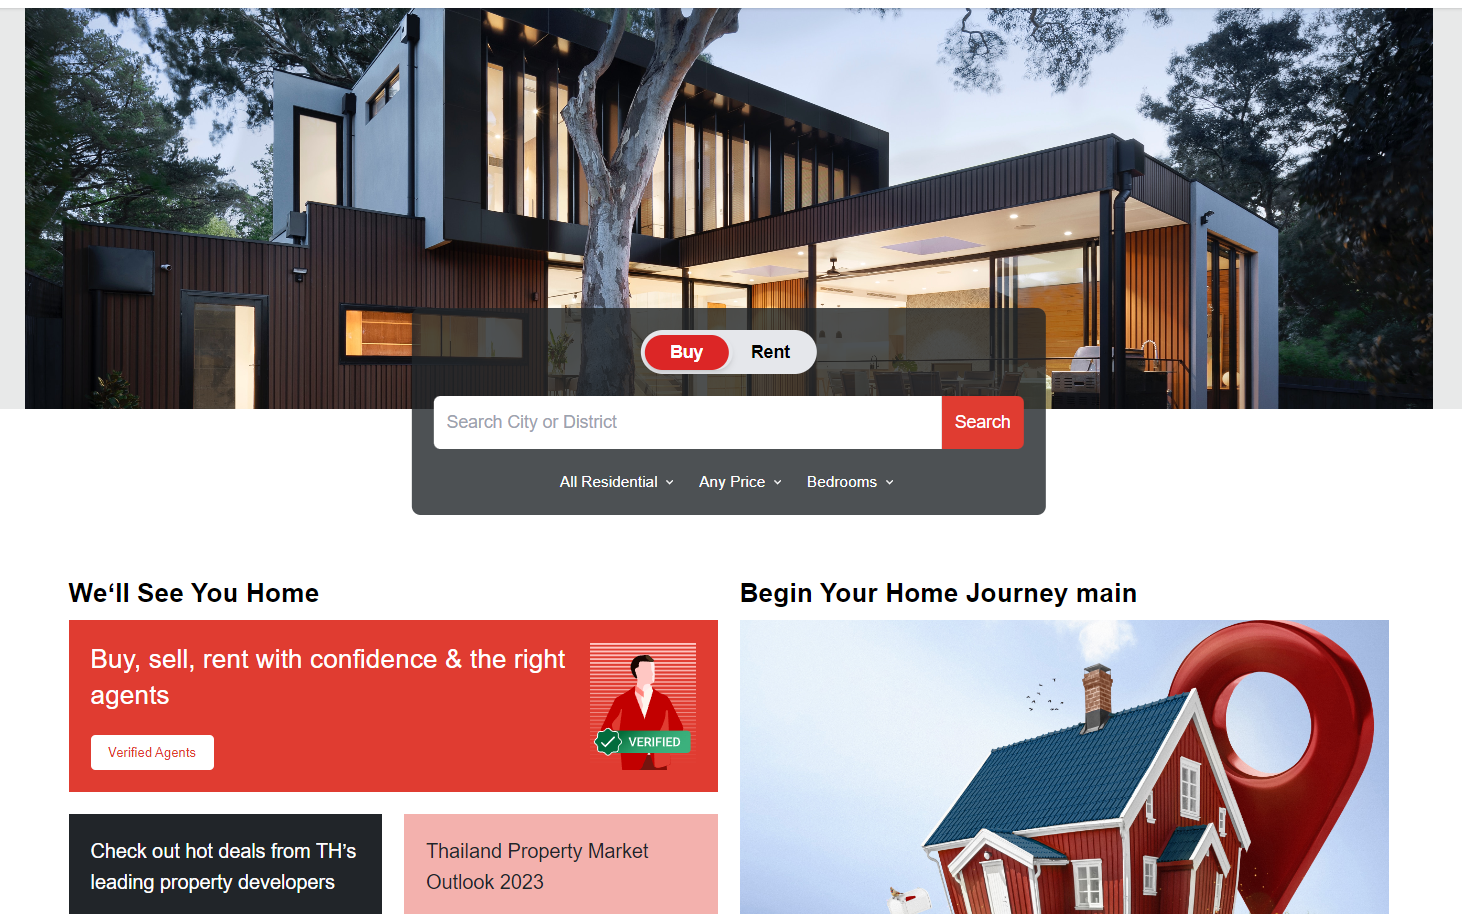 Buy
Rent
Search City or District
Search
All Residential
Any Price
Bedrooms
We‘ll See You Home
Buy, sell, rent with confidence & the right
agents
Verified Agents
VERIFIED
Check out hot deals from TH’s
leading property developers
Thailand Property Market
Outlook 2023
Begin Your Home Journey main